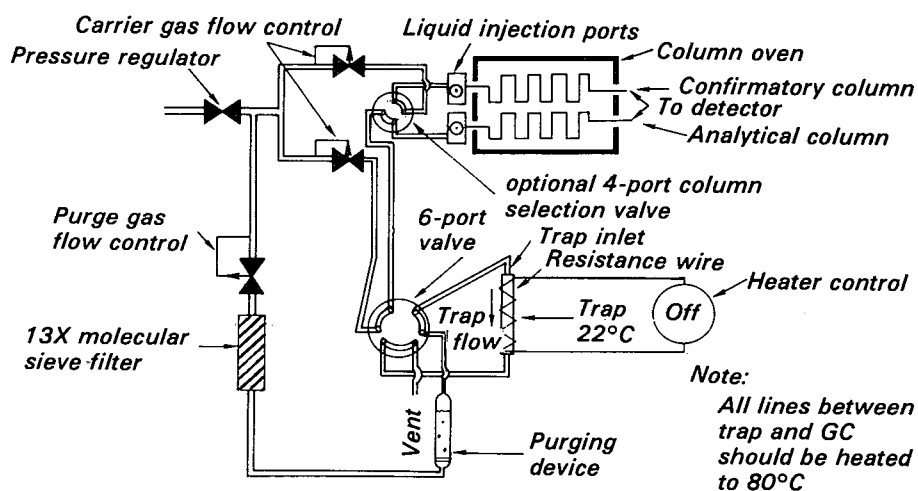 Carrier gas flow control
Pressure regulator
Liquid injection ports
Column oven
Confirmatory column
To detector
Analytical column
optional 4-port column
selection valve
6-port
valve
Trap inlet
Resistance wire
Heater control
Purge gas
flow control
Off
Trap
flow
Trap
22°C
13X molecular
sieve filter
Note:
All lines between
trap and GC
should be heated
to 80°C
Vent
Purging
device